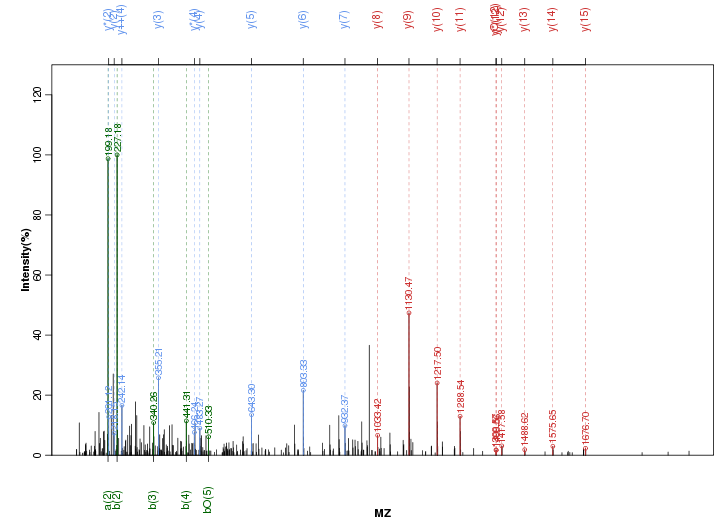 y(2)
y++(4)
y(3)
y(4)
y(5)
y(6)
y(7)
y(8)
y(9)
y(10)
y(11)
y(12)
y(13)
y(14)
y(15)
Intensity(%)
0
20
40
60
80
100
120
199.18
227.18
242.14
340.26
355.21
441.31
510.33
643.30
803.33
932.37
1033.42
1130.47
1217.50
1288.54
1417.58
1488.62
1575.65
1676.70
a(2)
b(2)
b(3)
b(4)
bO(5)
MZ